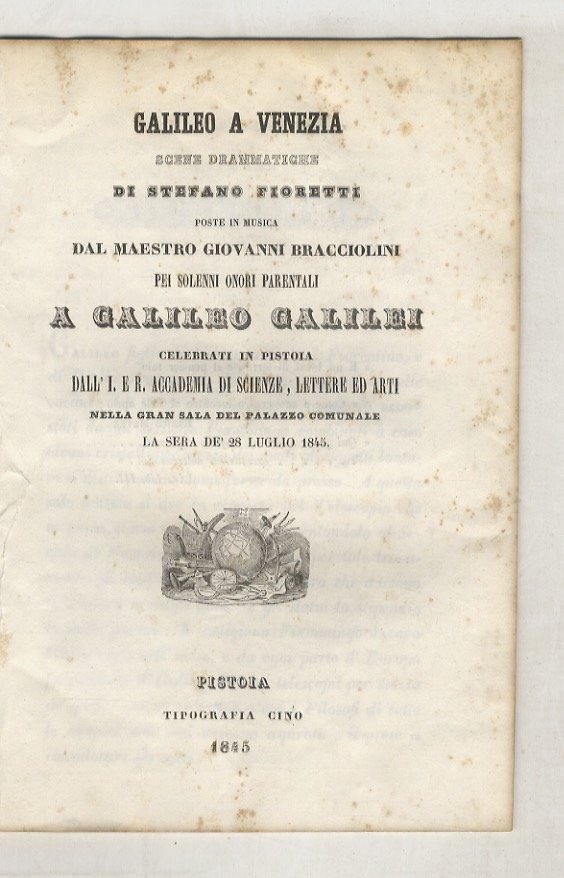 GALILEO A VENEZIA
SCENE DRAMMATICHE
DI STEFANO FIORETTI
POSTE IN MUSICA
DAL MAESTRO GIOVANNI BRACCIOLINI
PEI SOLENNI ONORI PARENTALI
A GALILEO GALILEI
CELEBRATI IN PISTOIA
DALL' I. E R. ACCADEMIA DI SCIENZE, LETTERE ED ARTI
NELLA GRAN SALA DEL PALAZZO COMUNALE
LA SERA DE' 28 LUGLIO 1845.
PISTOIA
TIPOGRAFIA CINO
1845